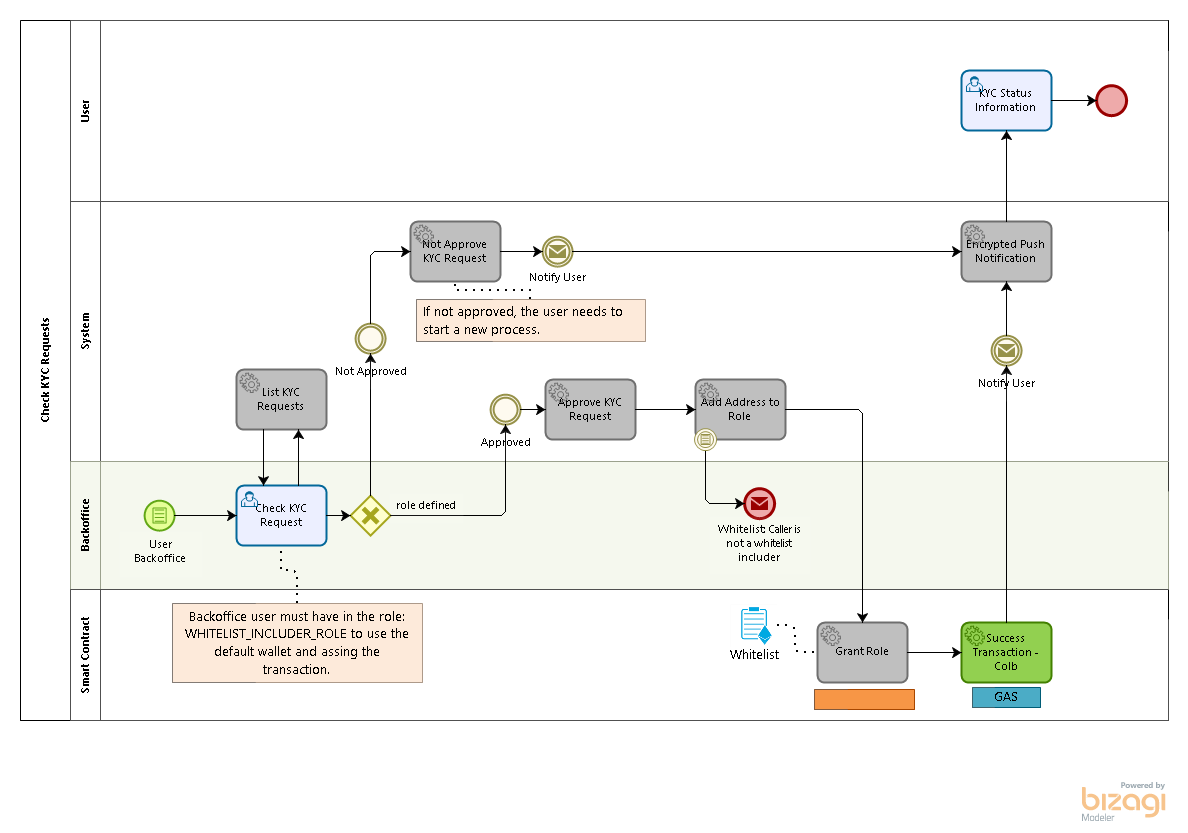 Check KYC Requests
User
KYC Status
Information
System
Not Approve
KYC Request
Notify User
Encrypted Push
Notification
If not approved, the user needs to
start a new process.
Not Approved
Notify User
List KYC
Requests
Approved
Approve KYC
Request
Add Address to
Role
Backoffice
User
Backoffice
Check KYC
Request
role defined
Whitelist: Caller is
not a whitelist
includer
Smart Contract
Backoffice user must have in the role:
WHITELIST_INCLUDER_ROLE to use the
default wallet and assing the
transaction.
Whitelist
Grant Role
Success
Transaction -
Colb
GAS
Powered by
bizagi
Modeler